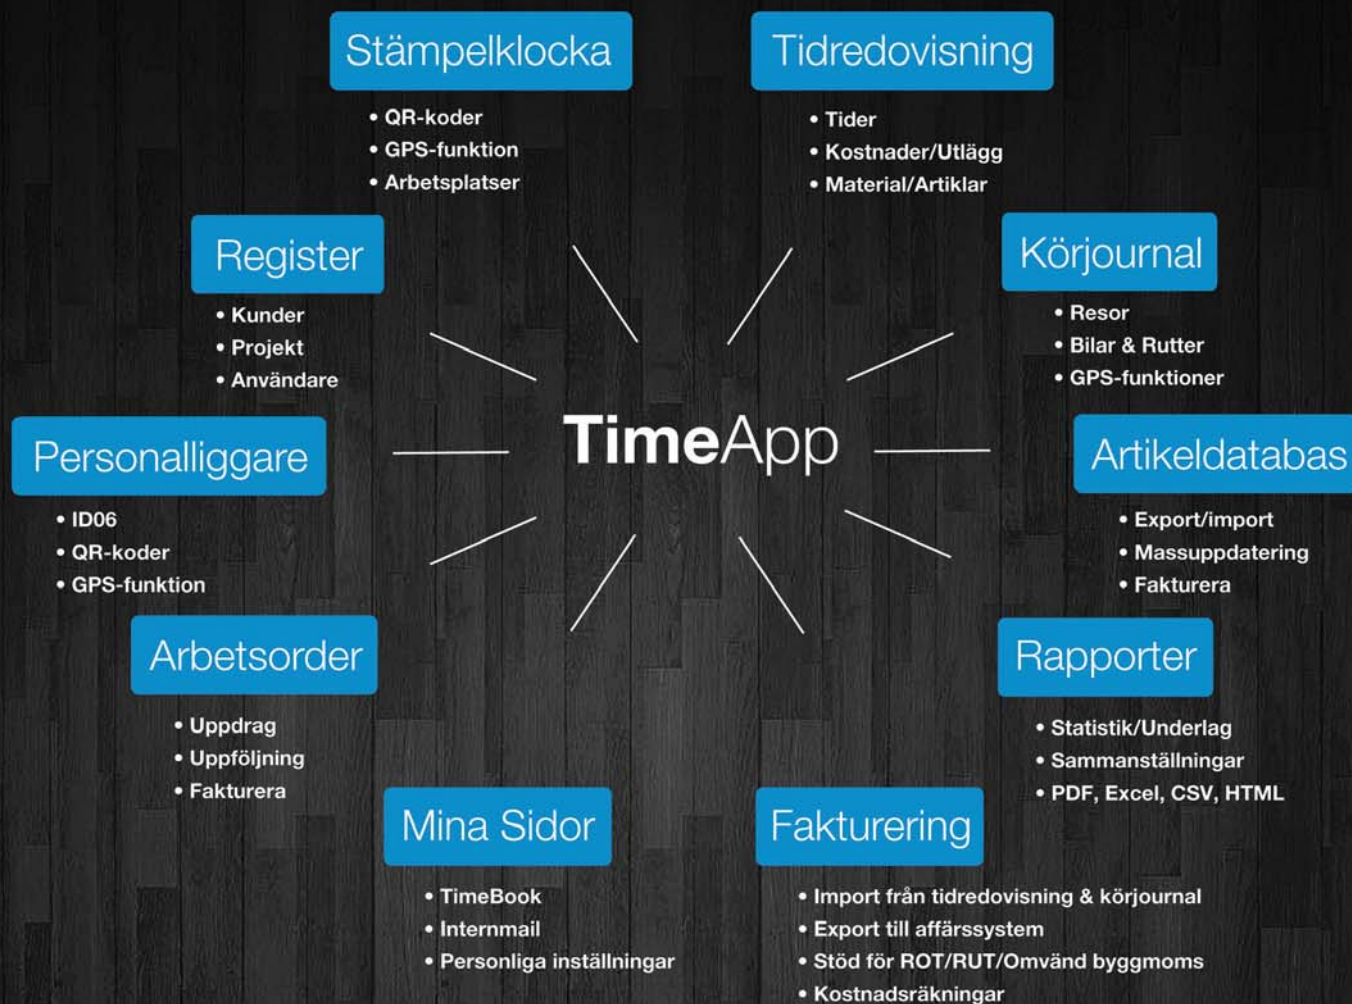 Stämpelklocka
• QR-koder
• GPS-funktion
• Arbetsplatser
Tidredovisning
• Tider
• Kostnader/Utlägg
• Material/Artiklar
Register
• Kunder
• Projekt
• Användare
Körjournal
• Resor
• Bilar & Rutter
• GPS-funktioner
TimeApp
Personalliggare
• ID06
• QR-koder
• GPS-funktion
Artikeldatabas
• Export/import
• Massuppdatering
• Fakturera
Arbetsorder
• Uppdrag
• Uppföljning
• Fakturera
Rapporter
• Statistik/Underlag
• Sammanställningar
• PDF, Excel, CSV, HTML
Mina Sidor
• TimeBook
• Internmail
• Personliga inställningar
Fakturering
• Import från tidredovisning & körjournal
• Export till affärssystem
• Stöd för ROT/RUT/Omvänd byggmoms
• Kostnadsräkningar